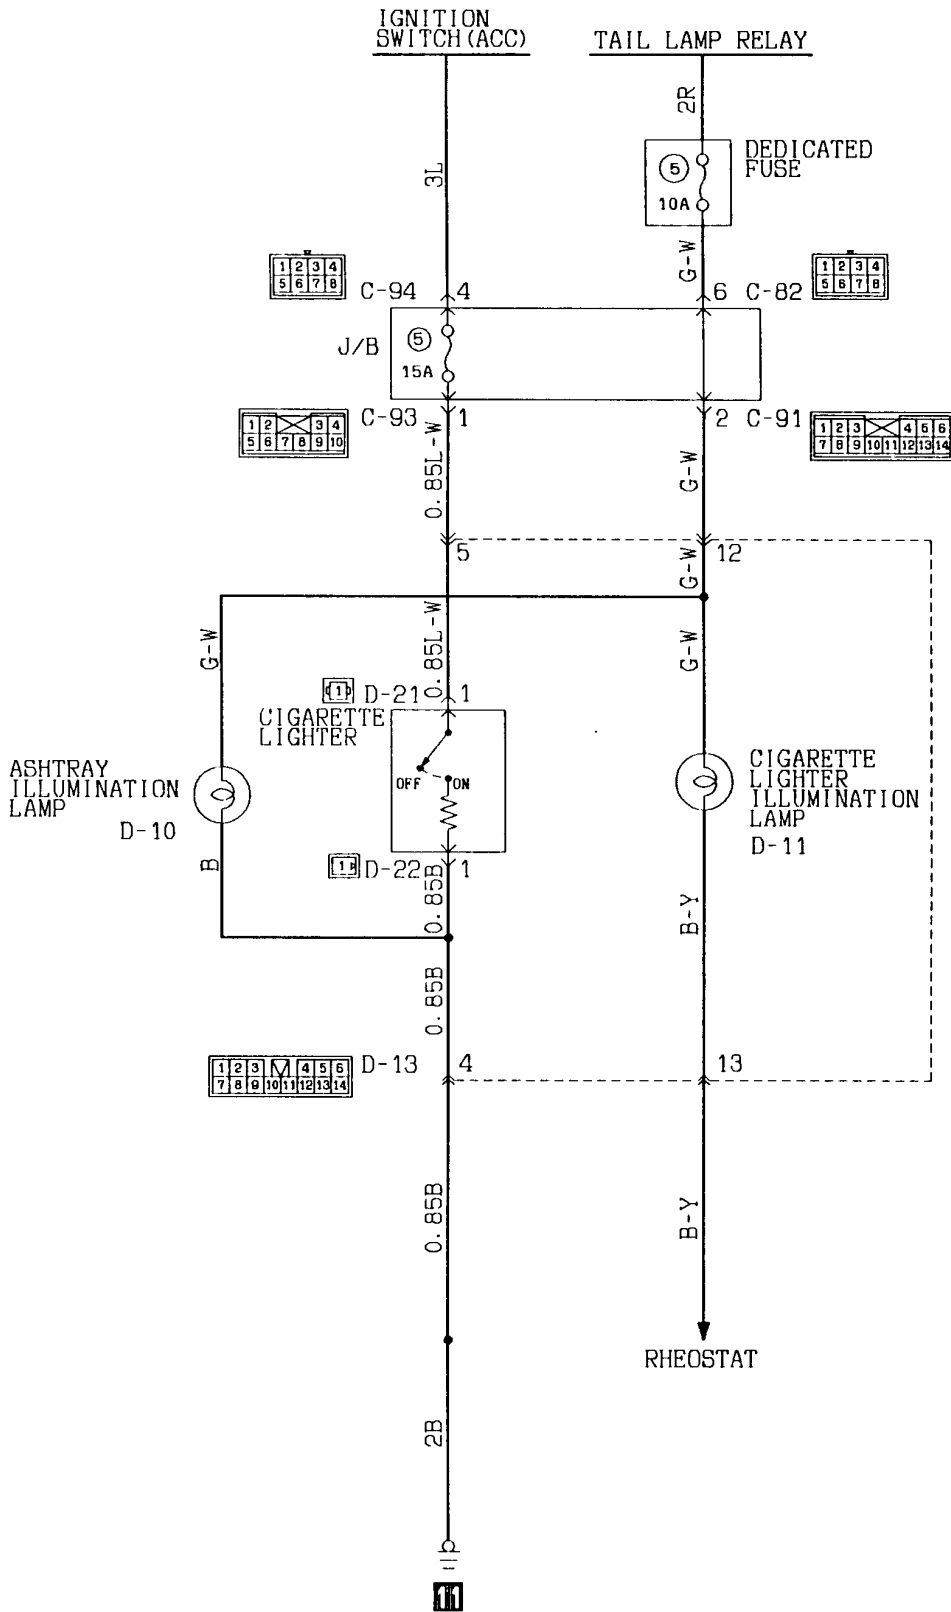 IGNITION
SWITCH(ACC)
TAIL LAMP RELAY
2R
3L
DEDICATED
FUSE
5
10A
G-W
1 2 3 4
5 6 7 8
C-94
4
6
C-82
1 2 3 4
5 6 7 8
J/B
5
15A
1 2 3 4
5 6 7 8 9 10
C-93
1
2
C-91
1 2 3 4 5 6
7 8 9 10 11 12 13 14
0.85L-W
G-W
5
12
G-W
G-W
0.85L-W
G-W
1
D-21
1
CIGARETTE
LIGHTER
OFF
ON
ASHTRAY
ILLUMINATION
LAMP
D-10
CIGARETTE
LIGHTER
ILLUMINATION
LAMP
D-11
B
1
D-22
1
0.85B
B-Y
0.85B
1 2 3 4 5 6
7 8 9 10 11 12 13 14
D-13
4
13
0.85B
B-Y
RHEOSTAT
2B
11